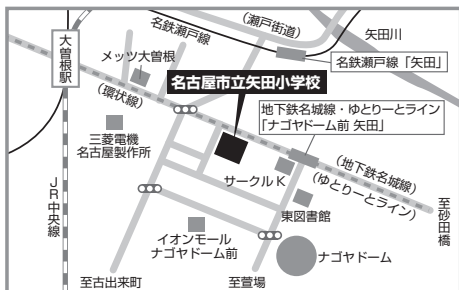 名鉄瀬戸線
(瀬戸街道)
矢田川
大曽根駅
メッツ大曽根
名鉄瀬戸線「矢田」
名古屋市立矢田小学校
(環状線)
地下鉄名城線・ゆとりーとライン
「ナゴヤドーム前 矢田」
三菱電機
名古屋製作所
サークルK
(地下鉄名城線)
(ゆとりーとライン)
東図書館
JR中央線
イオンモール
ナゴヤドーム前
ナゴヤドーム
至砂田橋
至古出来町
至萱場